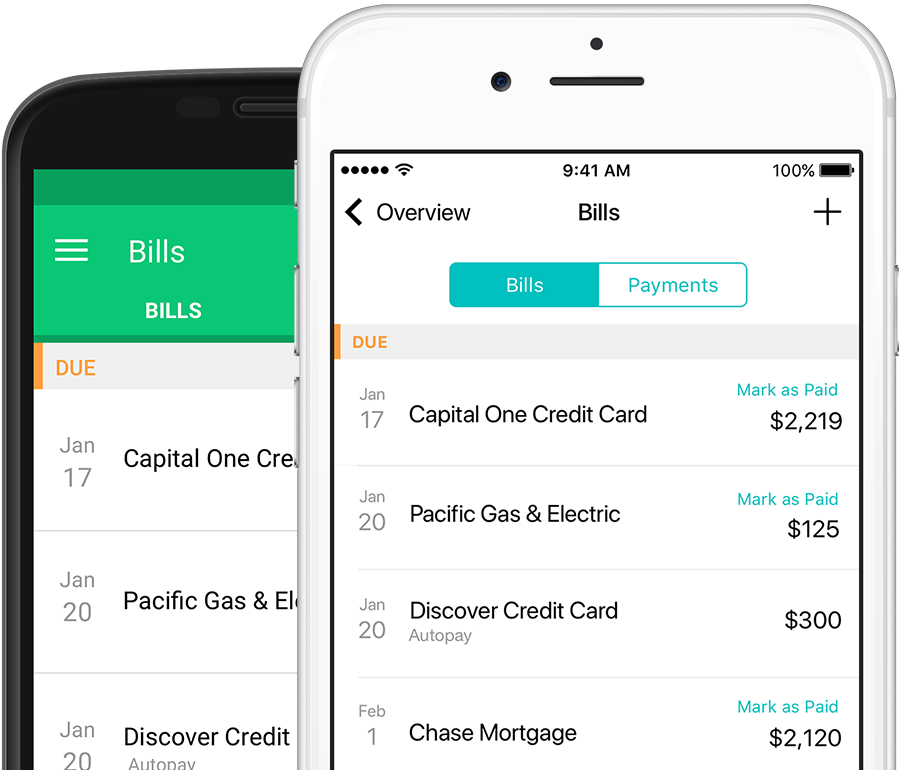 Bills
BILLS
DUE
Jan
17
Capital One Cre
Jan
20
Pacific Gas & El
Jan
20
Discover Credit
Autopay
9:41 AM
100%
Overview
Bills
Bills
Payments
DUE
Jan
17
Capital One Credit Card
Mark as Paid
$2,219
Jan
20
Pacific Gas & Electric
Mark as Paid
$125
Jan
20
Discover Credit Card
Autopay
$300
Feb
1
Chase Mortgage
Mark as Paid
$2,120